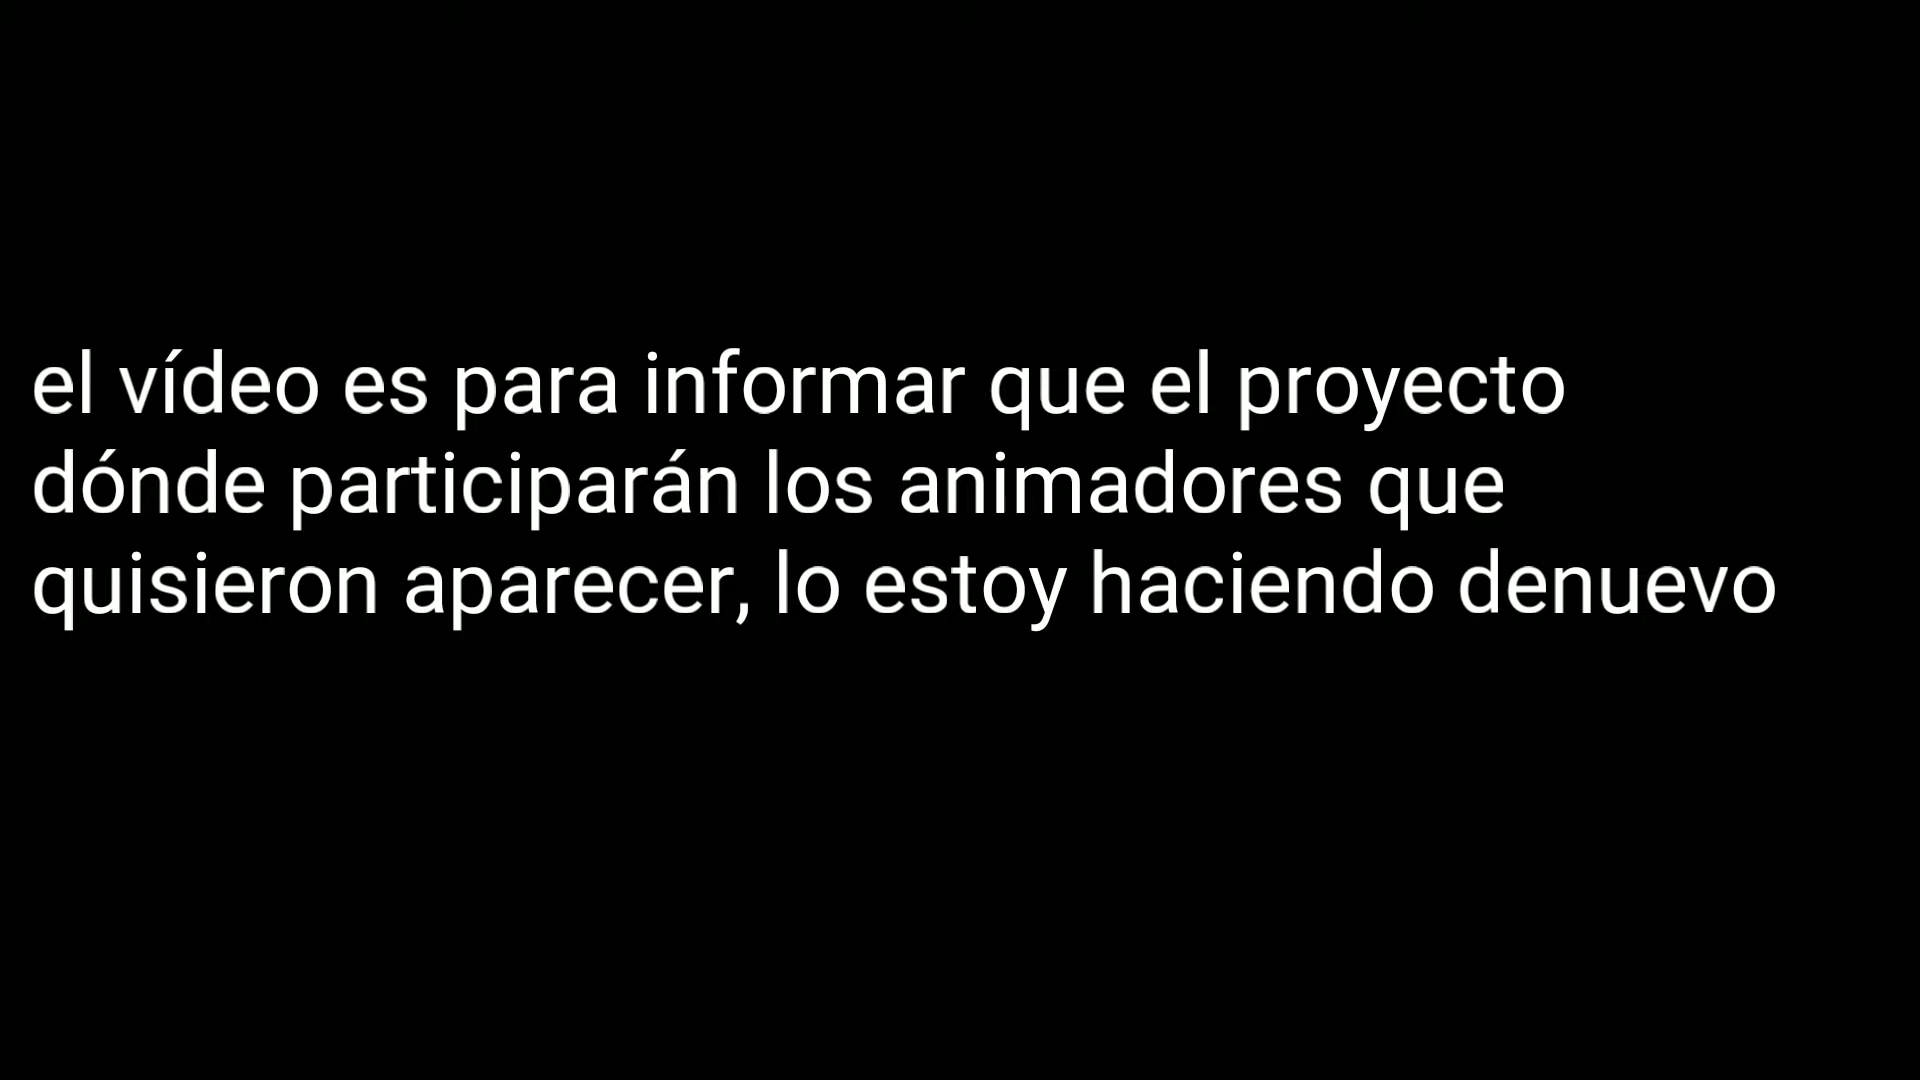 el vídeo es para informar que el proyecto
dónde participarán los animadores que
quisieron aparecer, lo estoy haciendo denuevo